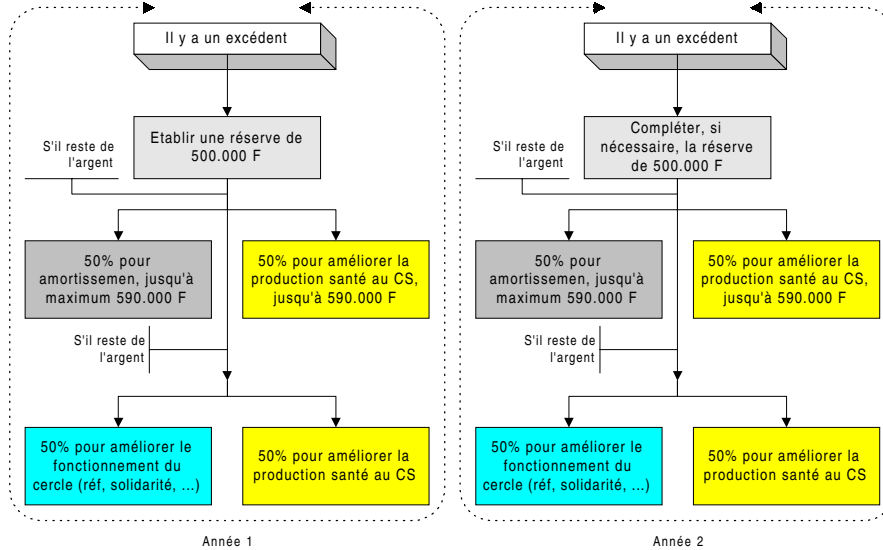 Il y a un excédent
Etablir une réserve de
500.000 F
S'il reste de
l'argent
50% pour
amortissemen, jusqu'à
maximum 590.000 F
50% pour améliorer la
production santé au CS,
jusqu'à 590.000 F
S'il reste de
l'argent
50% pour améliorer le
fonctionnement du
cercle (réf, solidarité, ...)
50% pour améliorer la
production santé au CS
Année 1
Il y a un excédent
Compléter, si
nécessaire, la réserve
de 500.000 F
S'il reste de
l'argent
50% pour
amortissemen, jusqu'à
maximum 590.000 F
50% pour améliorer la
production santé au CS,
jusqu'à 590.000 F
S'il reste de
l'argent
50% pour améliorer le
fonctionnement du
cercle (réf, solidarité, ...)
50% pour améliorer la
production santé au CS
Année 2